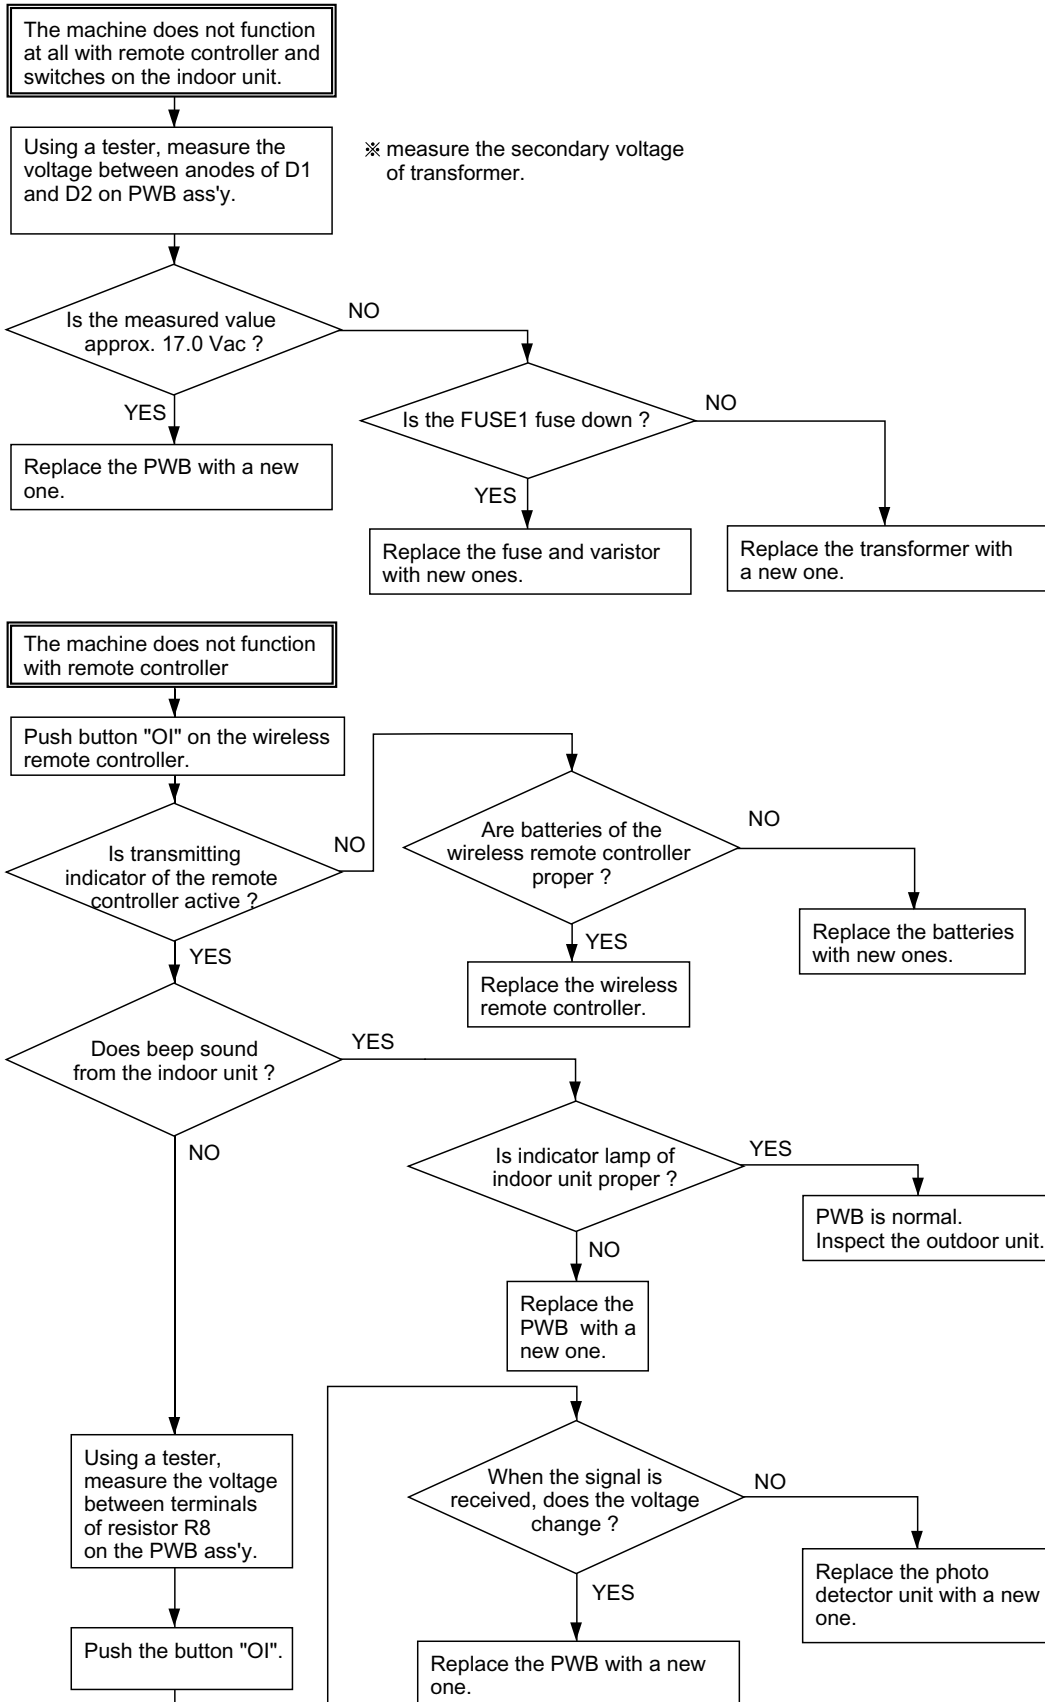 The machine does not function
at all with remote controller and
switches on the indoor unit.
Using a tester, measure the
voltage between anodes of D1
and D2 on PWB ass'y.
※ measure the secondary voltage
of transformer.
Is the measured value
approx. 17.0 Vac ?
NO
YES
Is the FUSE1 fuse down ?
NO
Replace the PWB with a new
one.
YES
Replace the fuse and varistor
with new ones.
Replace the transformer with
a new one.
The machine does not function
with remote controller
Push button "OI" on the wireless
remote controller.
Is transmitting
indicator of the remote
controller active ?
NO
Are batteries of the
wireless remote controller
proper ?
NO
YES
YES
Replace the batteries
with new ones.
Replace the wireless
remote controller.
Does beep sound
from the indoor unit ?
YES
NO
Is indicator lamp of
indoor unit proper ?
YES
PWB is normal.
Inspect the outdoor unit.
NO
Replace the
PWB with a
new one.
Using a tester,
measure the voltage
between terminals
of resistor R8
on the PWB ass'y.
When the signal is
received, does the voltage
change ?
NO
YES
Replace the photo
detector unit with a new
one.
Push the button "OI".
Replace the PWB with a new
one.